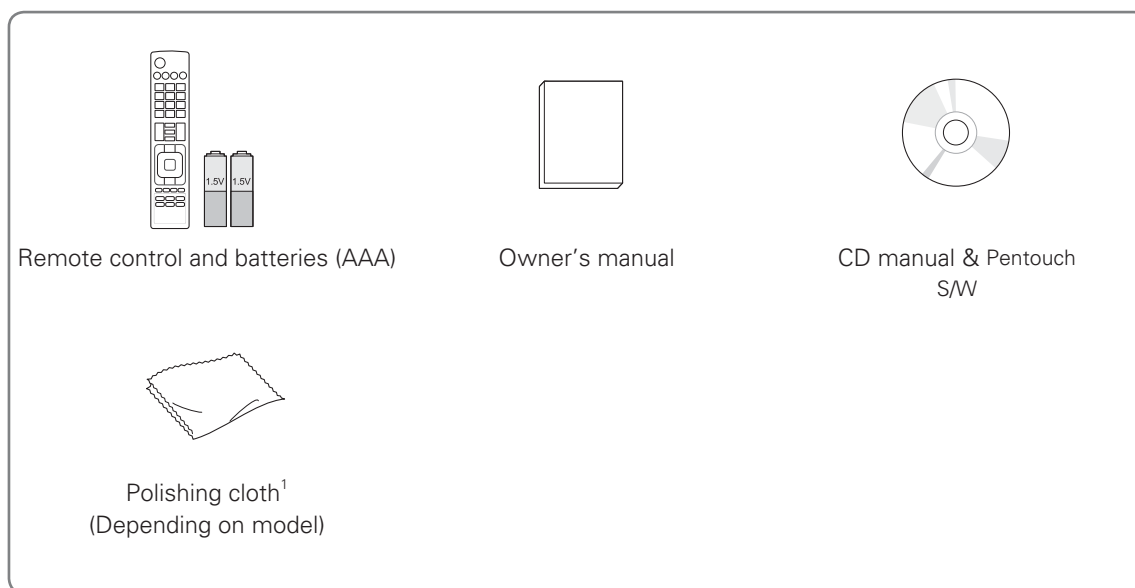 1.5V 1.5V
Remote control and batteries (AAA)
Owner's manual
CD manual & Pentouch
S/W
Polishing cloth¹
(Depending on model)